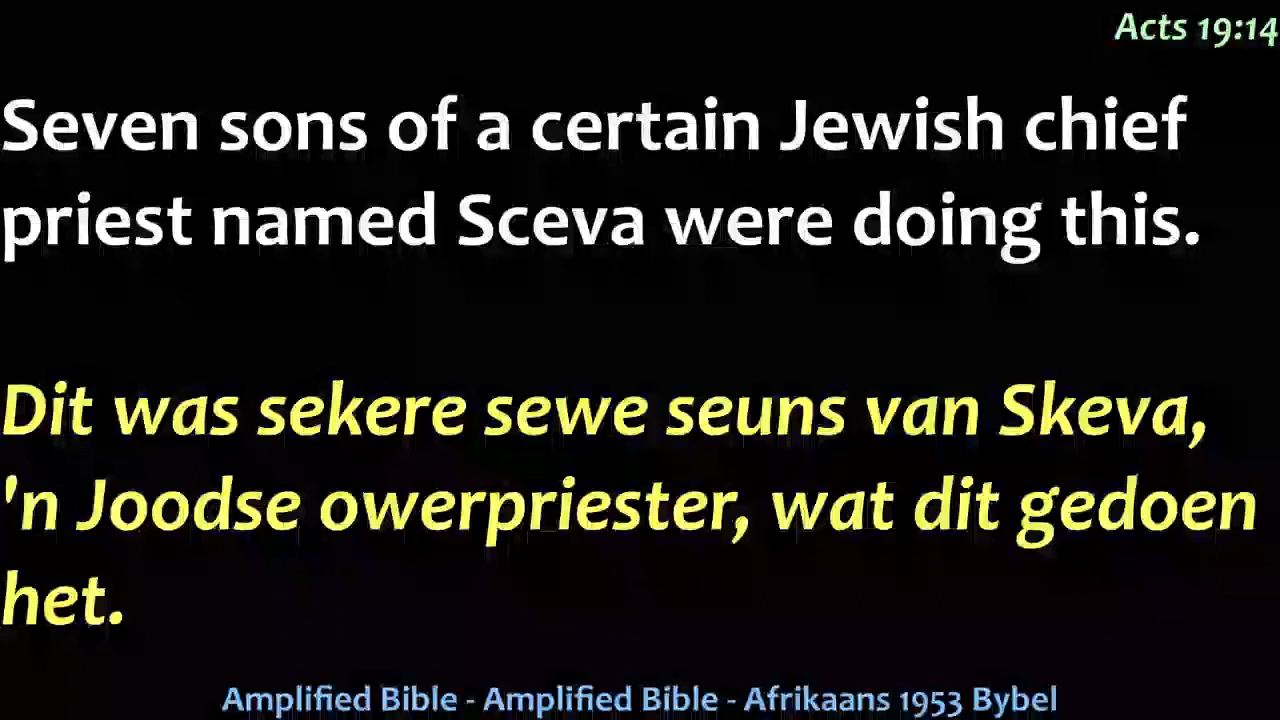 Acts 19:14
Seven sons of a certain Jewish chief
priest named Sceva were doing this.
Dit was sekere sewe seuns van Skeva,
'n Joodse owerpriester, wat dit gedoen
het.
Amplified Bible - Amplified Bible - Afrikaans 1953 Bybel